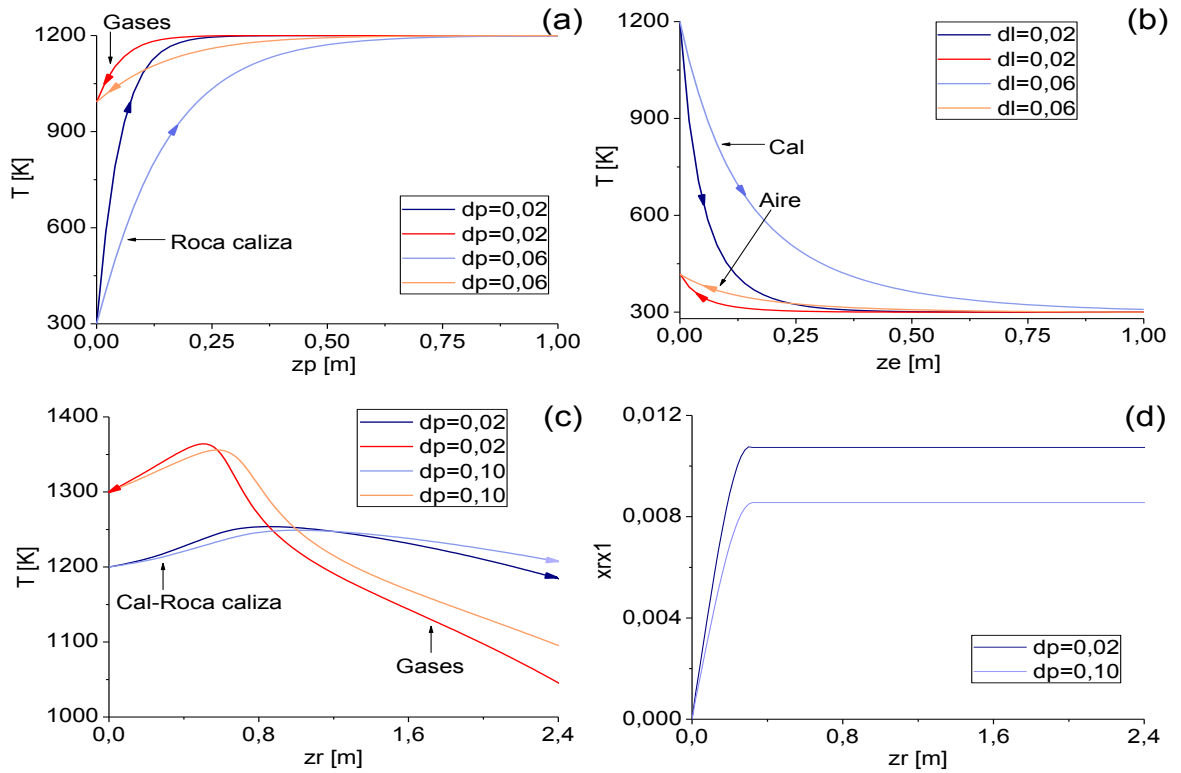 (a)
Gases
1200
900
600
300
T [K]
Roca caliza
dp=0,02
dp=0,02
dp=0,06
dp=0,06
0,00 0,25 0,50 0,75 1,00
zp [m]
(b)
dl=0,02
dl=0,02
dl=0,06
dl=0,06
1200
900
600
300
T [K]
Cal
Aire
0,00 0,25 0,50 0,75 1,00
ze [m]
(c)
dp=0,02
dp=0,02
dp=0,10
dp=0,10
1400
1300
1200
1100
1000
T [K]
Cal-Roca caliza
Gases
0,0 0,8 1,6 2,4
zr [m]
(d)
0,012
0,008
0,004
0,000
xrx1
dp=0,02
dp=0,10
0,0 0,8 1,6 2,4
zr [m]